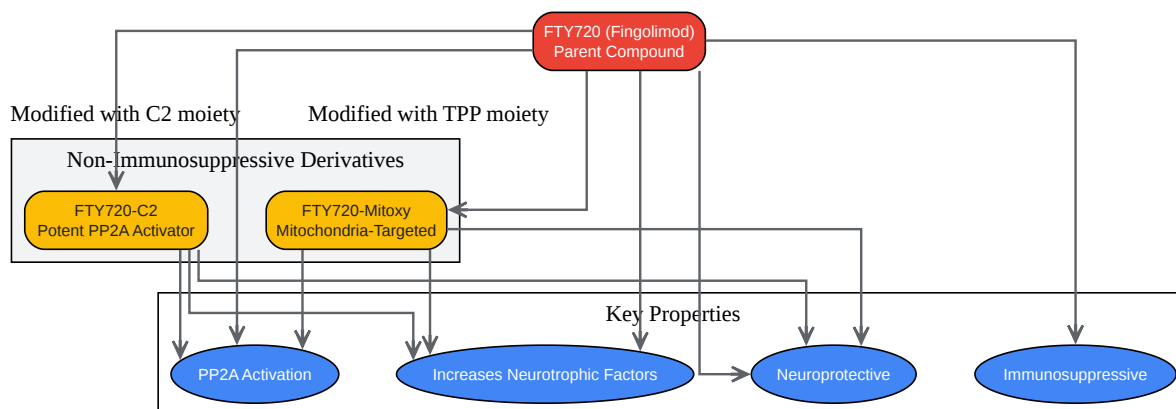 FTY720 (Fingolimod)
Parent Compound
Modified with C2 moiety
Modified with TPP moiety
Non-Immunosuppressive Derivatives
FTY720-C2
Potent PP2A Activator
FTY720-Mitoxy
Mitochondria-Targeted
Key Properties
PP2A Activation
Increases Neurotrophic Factors
Neuroprotective
Immunosuppressive